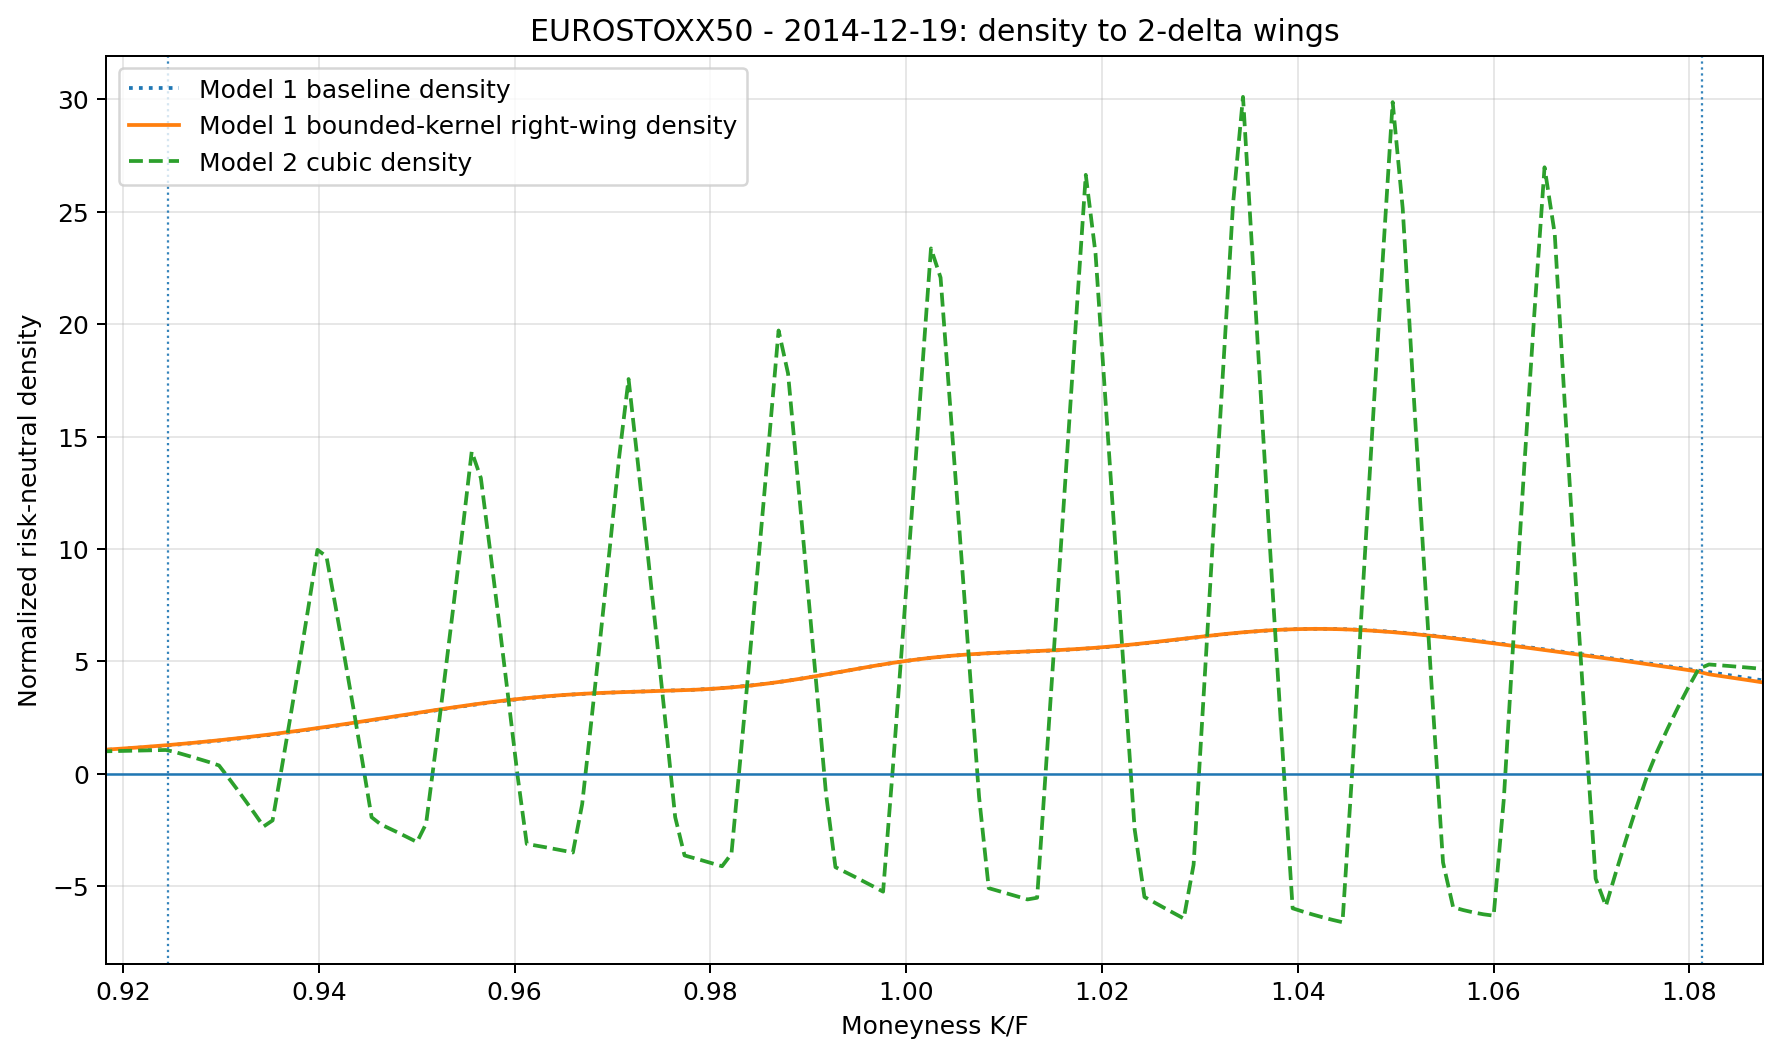 EUROSTOXX50 - 2014-12-19: density to 2-delta wings
Model 1 baseline density
Model 1 bounded-kernel right-wing density
Model 2 cubic density
Normalized risk-neutral density
30
25
20
15
10
5
0
−5
0.92 0.94 0.96 0.98 1.00 1.02 1.04 1.06 1.08
Moneyness K/F